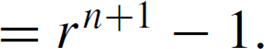 = r^{n+1} − 1.